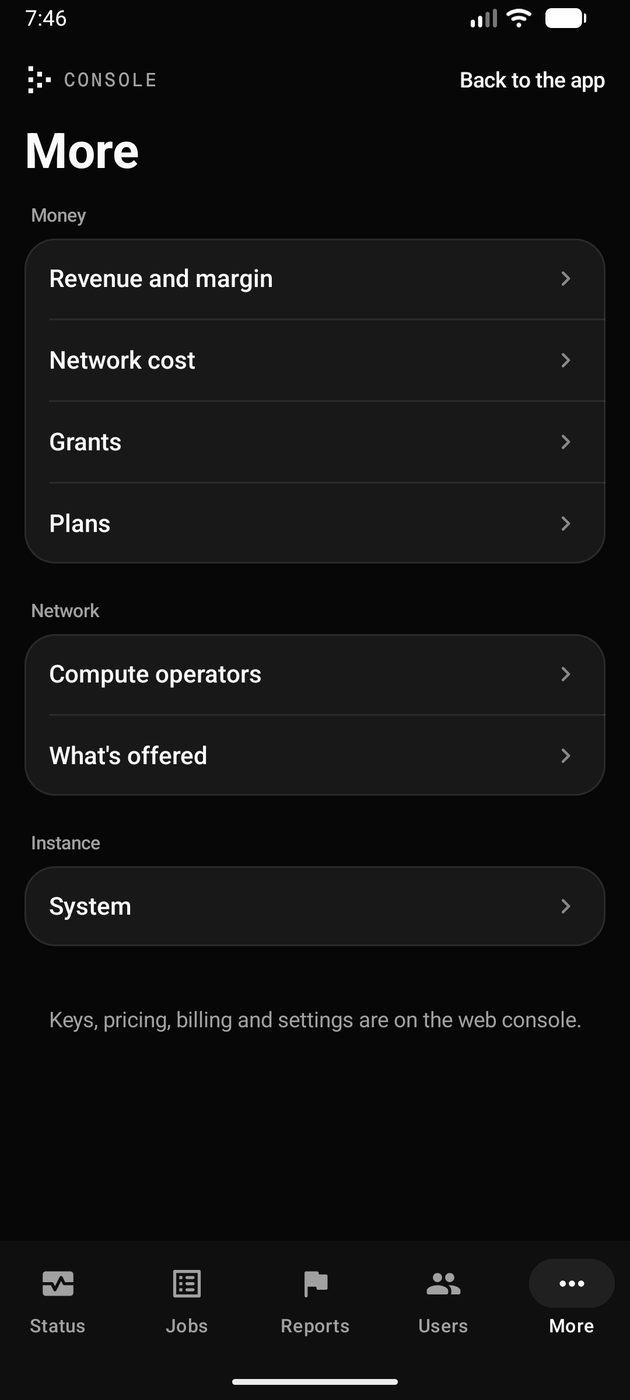 7:46
CONSOLE
Back to the app
More
Money
Revenue and margin
Network cost
Grants
Plans
Network
Compute operators
What's offered
Instance
System
Keys, pricing, billing and settings are on the web console.
Status
Jobs
Reports
Users
More